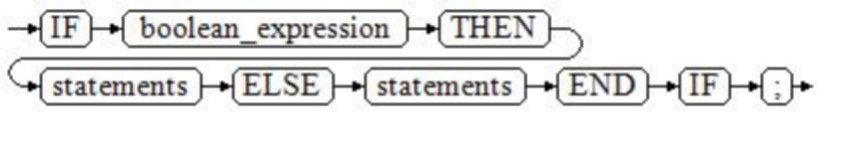 IF boolean_expression THEN
statements ELSE statements END IF ;